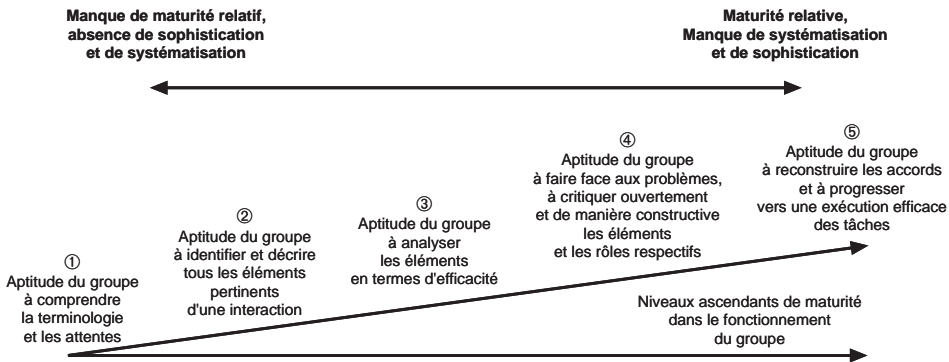 Manque de maturité relatif,
absence de sophistication
et de systématisation
Maturité relative,
Manque de systématisation
et de sophistication
①
Aptitude du groupe
à comprendre
la terminologie
et les attentes
②
Aptitude du groupe
à identifier et décrire
tous les éléments
pertinents
d'une interaction
③
Aptitude du groupe
à analyser
les éléments
en termes d'efficacité
④
Aptitude du groupe
à faire face aux problèmes,
à critiquer ouvertement
et de manière constructive
les éléments
et les rôles respectifs
⑤
Aptitude du groupe
à reconstruire les accords
et à progresser
vers une exécution efficace
des tâches
Niveaux ascendants de maturité
dans le fonctionnement
du groupe